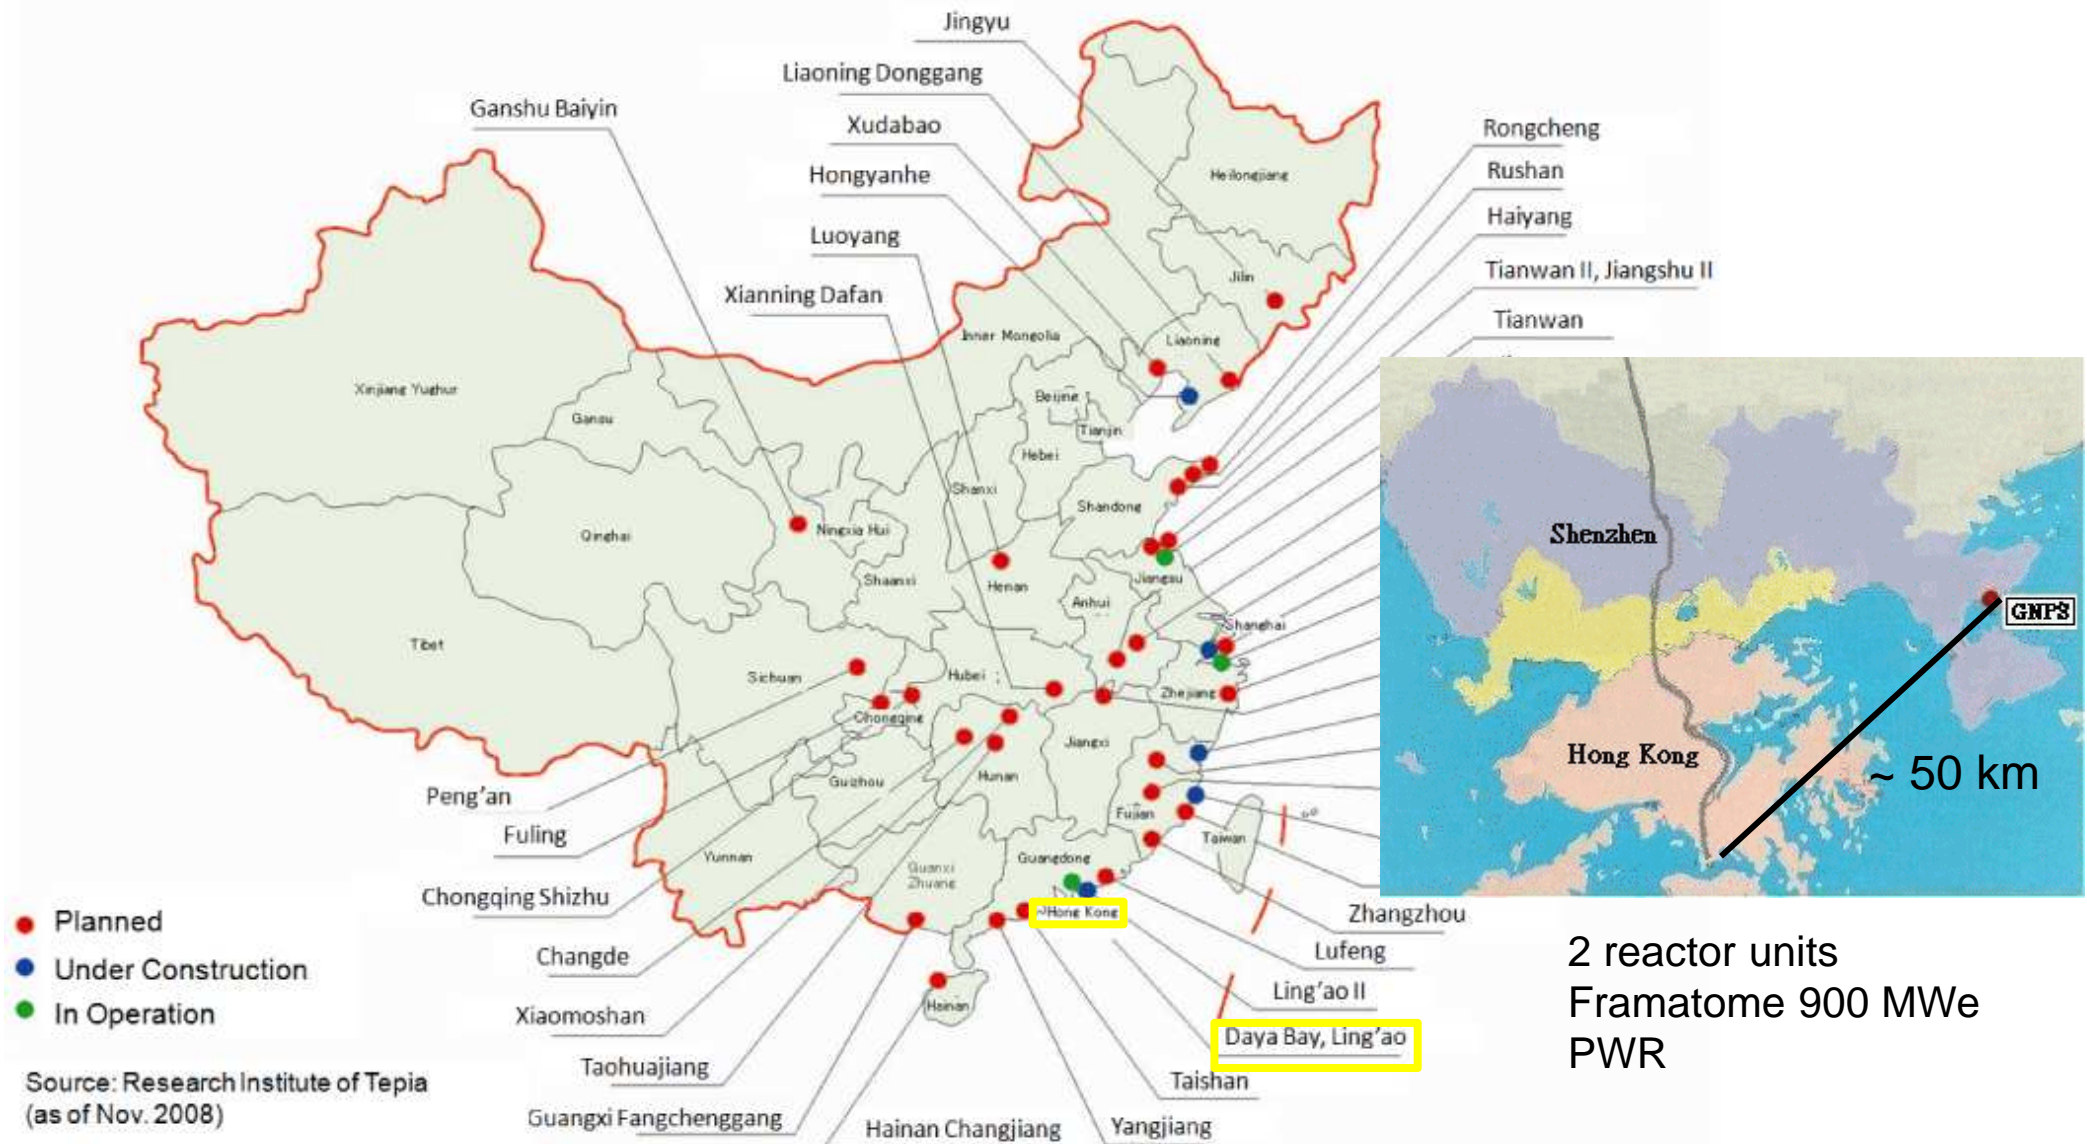 Jingyu
Liaoning Donggang
Ganshu Baiyin
Xudabao
Hongyanhe
Luoyang
Xianning Dafan
Rongcheng
Rushan
Haiyang
Tianwan II, Jiangshu II
Tianwan
Heilongjiang
Jilin
Liaoning
Inner Mongolia
Xinjiang Yughur
Gansu
Beijing
Tianjin
Hebei
Shanxi
Shandong
Ningxia Hui
Qinghai
Shaanxi
Henan
Jiangsu
Anhui
Shanghai
Tibet
Sichuan
Hubei
Chongqing
Zhejiang
Jiangxi
Hunan
Guizhou
Fujian
Taiwan
Yunnan
Guanxi
Zhuang
Guangdong
Hong Kong
Hainan
Shenzhen
GNPS
Hong Kong
~ 50 km
Peng'an
Fuling
Chongqing Shizhu
Changde
Xiaomoshan
Taohuajiang
Guangxi Fangchenggang
Hainan Changjiang
Yangjiang
Taishan
Daya Bay, Ling'ao
Ling'ao II
Lufeng
Zhangzhou
Planned
Under Construction
In Operation
Source: Research Institute of Tepia
(as of Nov. 2008)
2 reactor units
Framatome 900 MWe
PWR